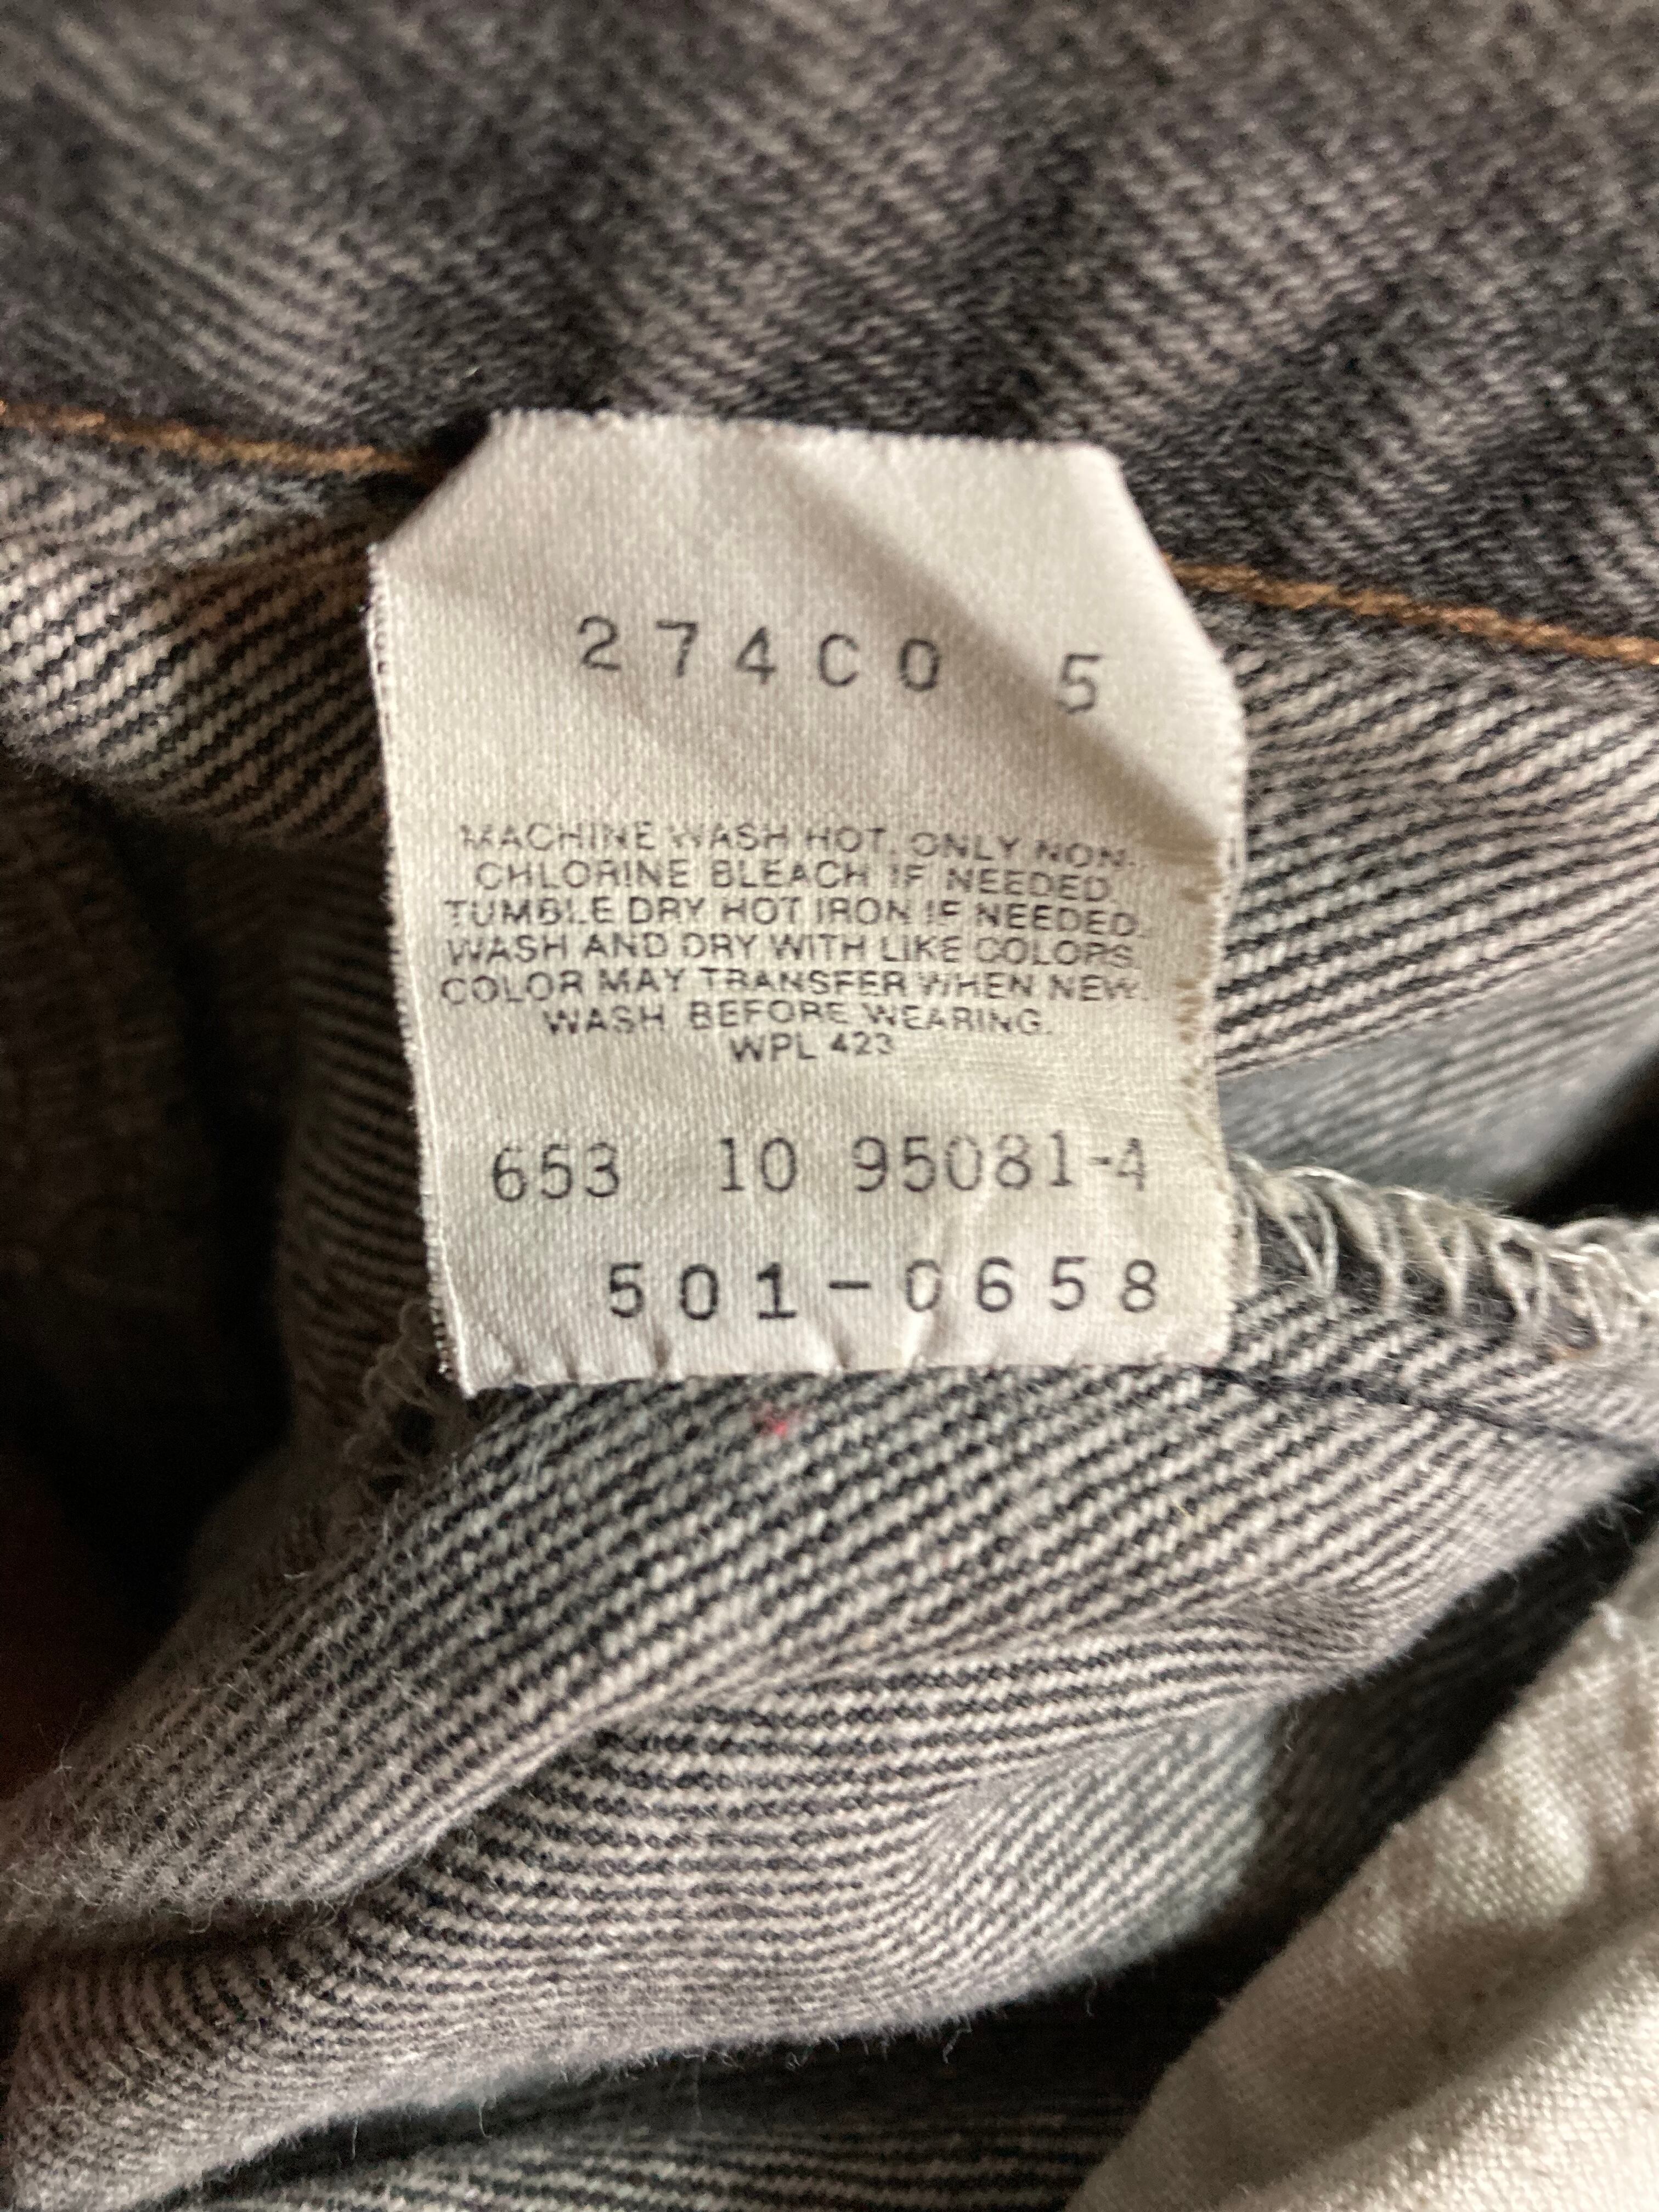 274C0 5
MACHINE WASH HOT. ONLY NON-
CHLORINE BLEACH IF NEEDED.
TUMBLE DRY HOT IRON IF NEEDED.
WASH AND DRY WITH LIKE COLORS.
COLOR MAY TRANSFER WHEN NEW.
WASH BEFORE WEARING.
WPL 423
653 10 95081-4
501-0658